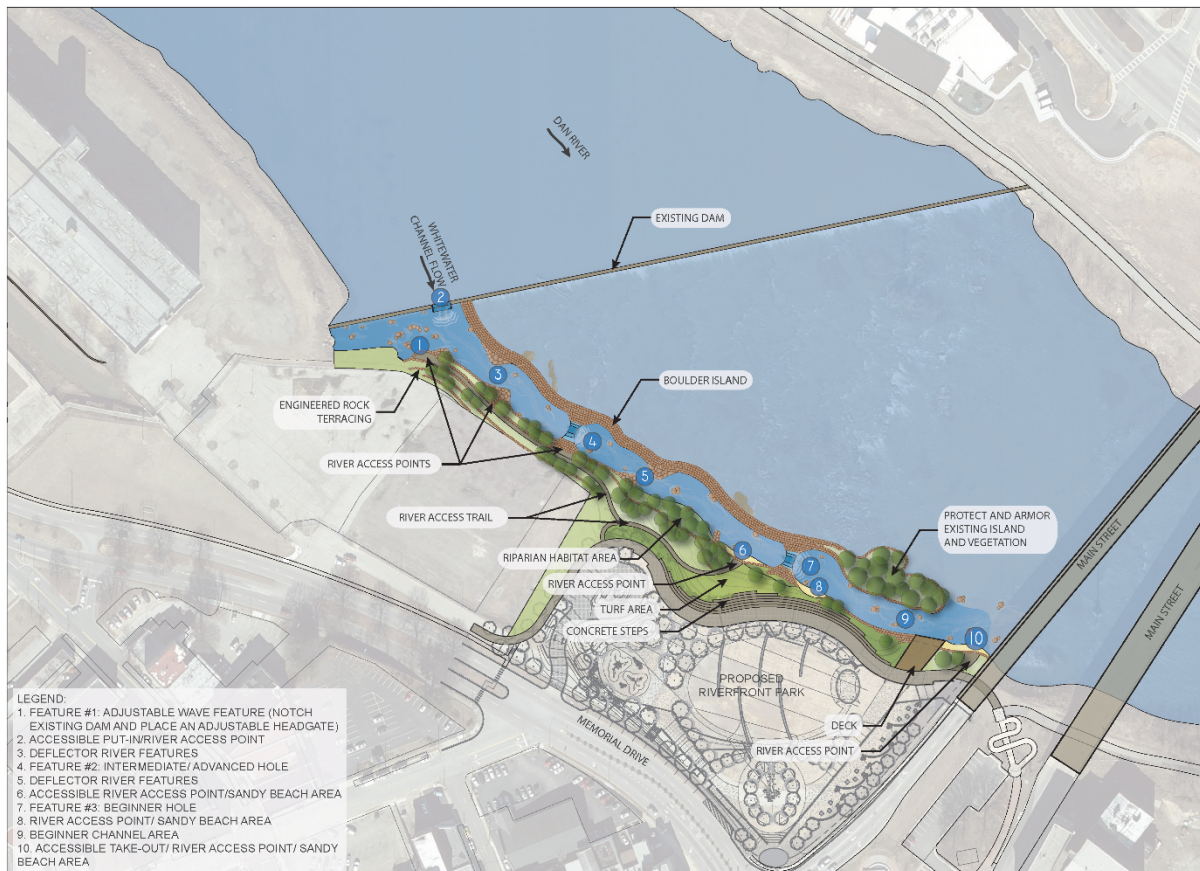 DAN RIVER
EXISTING DAM
WHITEWATER
CHANNEL FLOW
2
1
3
BOULDER ISLAND
ENGINEERED ROCK
TERRACING
4
RIVER ACCESS POINTS
5
RIVER ACCESS TRAIL
PROTECT AND ARMOR
EXISTING ISLAND
AND VEGETATION
MAIN STREET
RIPARIAN HABITAT AREA
6
7
RIVER ACCESS POINT
8
TURF AREA
MAIN STREET
9
CONCRETE STEPS
10
PROPOSED
RIVERFRONT PARK
DECK
MEMORIAL DRIVE
RIVER ACCESS POINT
LEGEND:
1. FEATURE #1: ADJUSTABLE WAVE FEATURE (NOTCH
EXISTING DAM AND PLACE AN ADJUSTABLE HEADGATE)
2. ACCESSIBLE PUT-IN/RIVER ACCESS POINT
3. DEFLECTOR RIVER FEATURES
4. FEATURE #2: INTERMEDIATE/ ADVANCED HOLE
5. DEFLECTOR RIVER FEATURES
6. ACCESSIBLE RIVER ACCESS POINT/SANDY BEACH AREA
7. FEATURE #3: BEGINNER HOLE
8. RIVER ACCESS POINT/ SANDY BEACH AREA
9. BEGINNER CHANNEL AREA
10. ACCESSIBLE TAKE-OUT/ RIVER ACCESS POINT/ SANDY
BEACH AREA